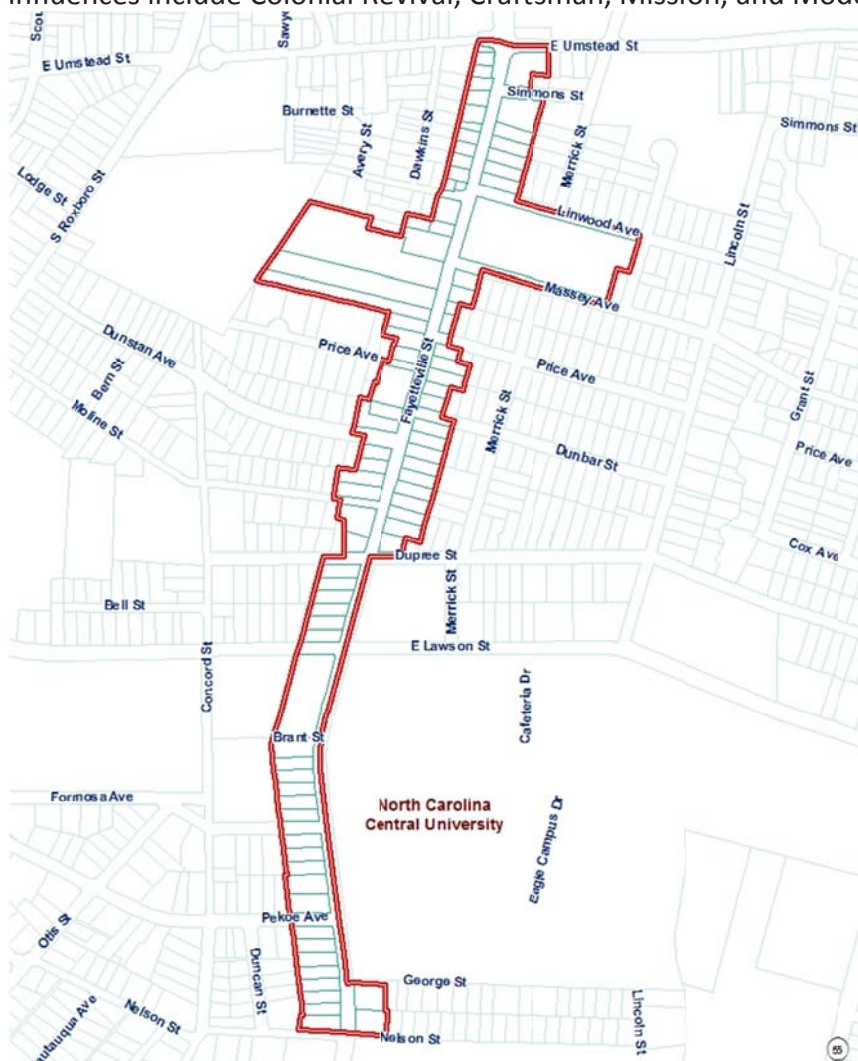 influences include Colonial Revival, Craftsman, Mission, and Mode
E Umstead St
E Umstead St
Simmons St
Burnette St
Simmons St
Avery St
Dawkins St
Merrick St
Lodge St
S Roxboro St
Linwood Ave
Lincoln St
Massey Ave
Dunstan Ave
Price Ave
Fayetteville St
Price Ave
Bern St
Moline St
Merrick St
Grant St
Dunbar St
Price Ave
Cox Ave
Dupree St
Bell St
Merrick St
E Lawson St
Concord St
Cafeteria Dr
Brant St
Formosa Ave
North Carolina
Central University
Eagle Campus Dr
Pekoe Ave
Otis St
Duncan St
George St
Lincoln St
Nelson St
Nelson St
autauqua Ave
55